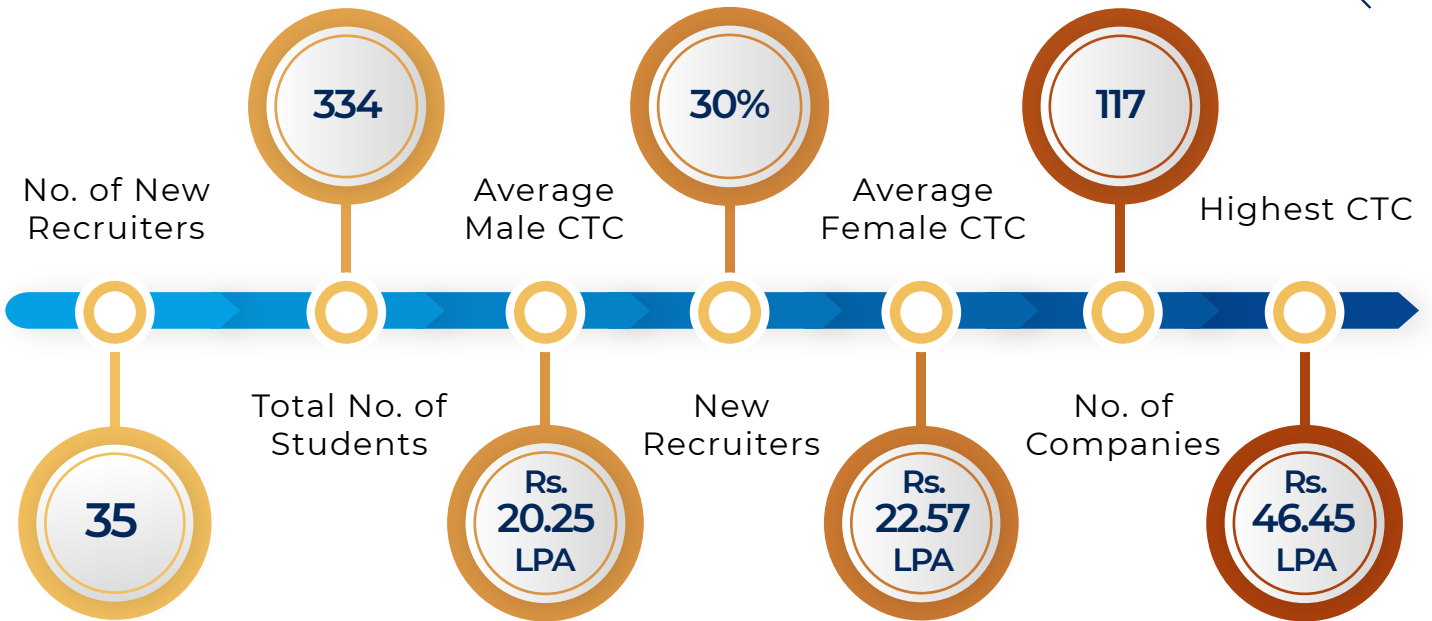 334
30%
117
No. of New
Recruiters
Average
Male CTC
Average
Female CTC
Highest CTC
Total No. of
Students
New
Recruiters
No. of
Companies
35
Rs.
20.25
LPA
Rs.
22.57
LPA
Rs.
46.45
LPA